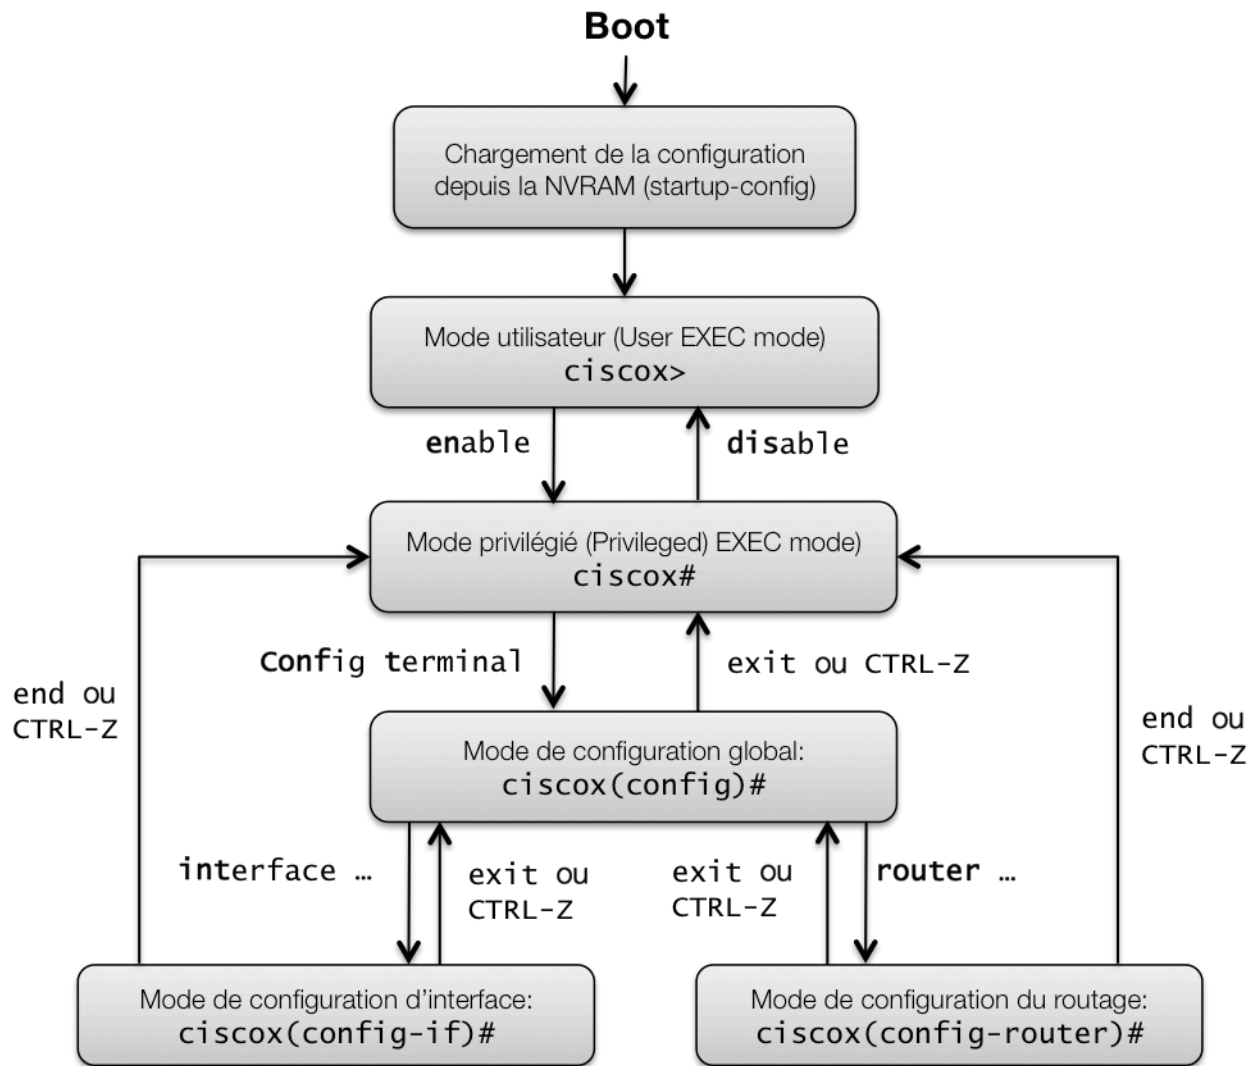 Boot
Chargement de la configuration
depuis la NVRAM (startup-config)
Mode utilisateur (User EXEC mode)
ciscox>
enable
disable
Mode privilégié (Privileged) EXEC mode)
ciscox#
Config terminal
exit ou CTRL-Z
end ou
CTRL-Z
end ou
CTRL-Z
Mode de configuration global:
ciscox(config)#
interface …
exit ou
CTRL-Z
exit ou
CTRL-Z
router …
Mode de configuration d'interface:
ciscox(config-if)#
Mode de configuration du routage:
ciscox(config-router)#